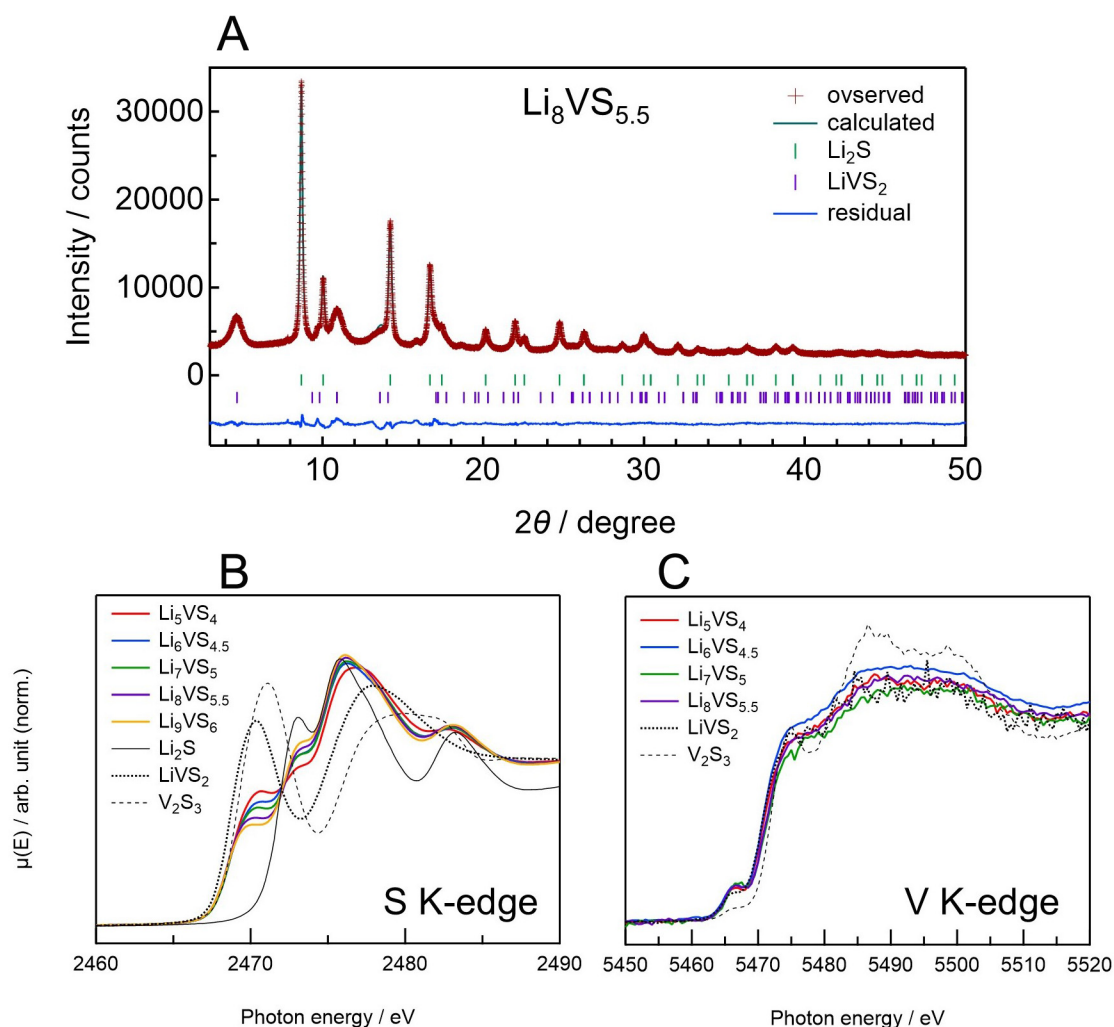 A
Li₈VS₅.₅
ovserved
calculated
Li₂S
LiVS₂
residual
Intensity / counts
30000
20000
10000
0
10
20
30
40
50
2θ / degree
B
Li₅VS₄
Li₆VS₄.₅
Li₇VS₅
Li₈VS₅.₅
Li₉VS₆
Li₂S
LiVS₂
V₂S₃
S K-edge
μ(E) / arb. unit (norm.)
2460
2470
2480
2490
Photon energy / eV
C
Li₅VS₄
Li₆VS₄.₅
Li₇VS₅
Li₈VS₅.₅
LiVS₂
V₂S₃
V K-edge
5450
5460
5470
5480
5490
5500
5510
5520
Photon energy / eV